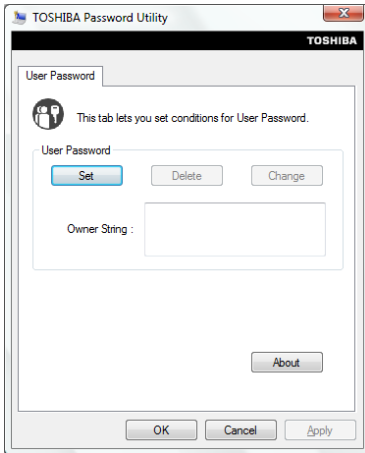 TOSHIBA Password Utility
TOSHIBA
User Password
This tab lets you set conditions for User Password.
User Password
Set Delete Change
Owner String :
About
OK Cancel Apply